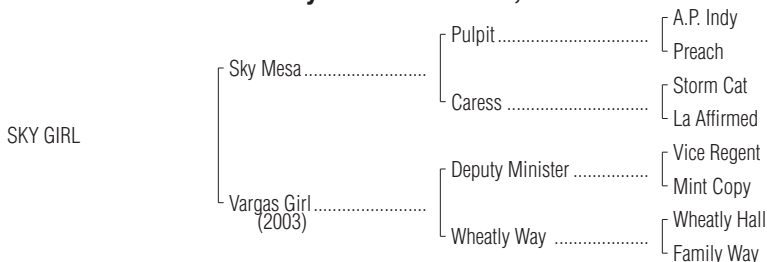 A.P. Indy
Pulpit
Preach
Sky Mesa
Storm Cat
Caress
La Affirmed
SKY GIRL
Vice Regent
Deputy Minister
Mint Copy
Vargas Girl
(2003)
Wheatly Hall
Wheatly Way
Family Way